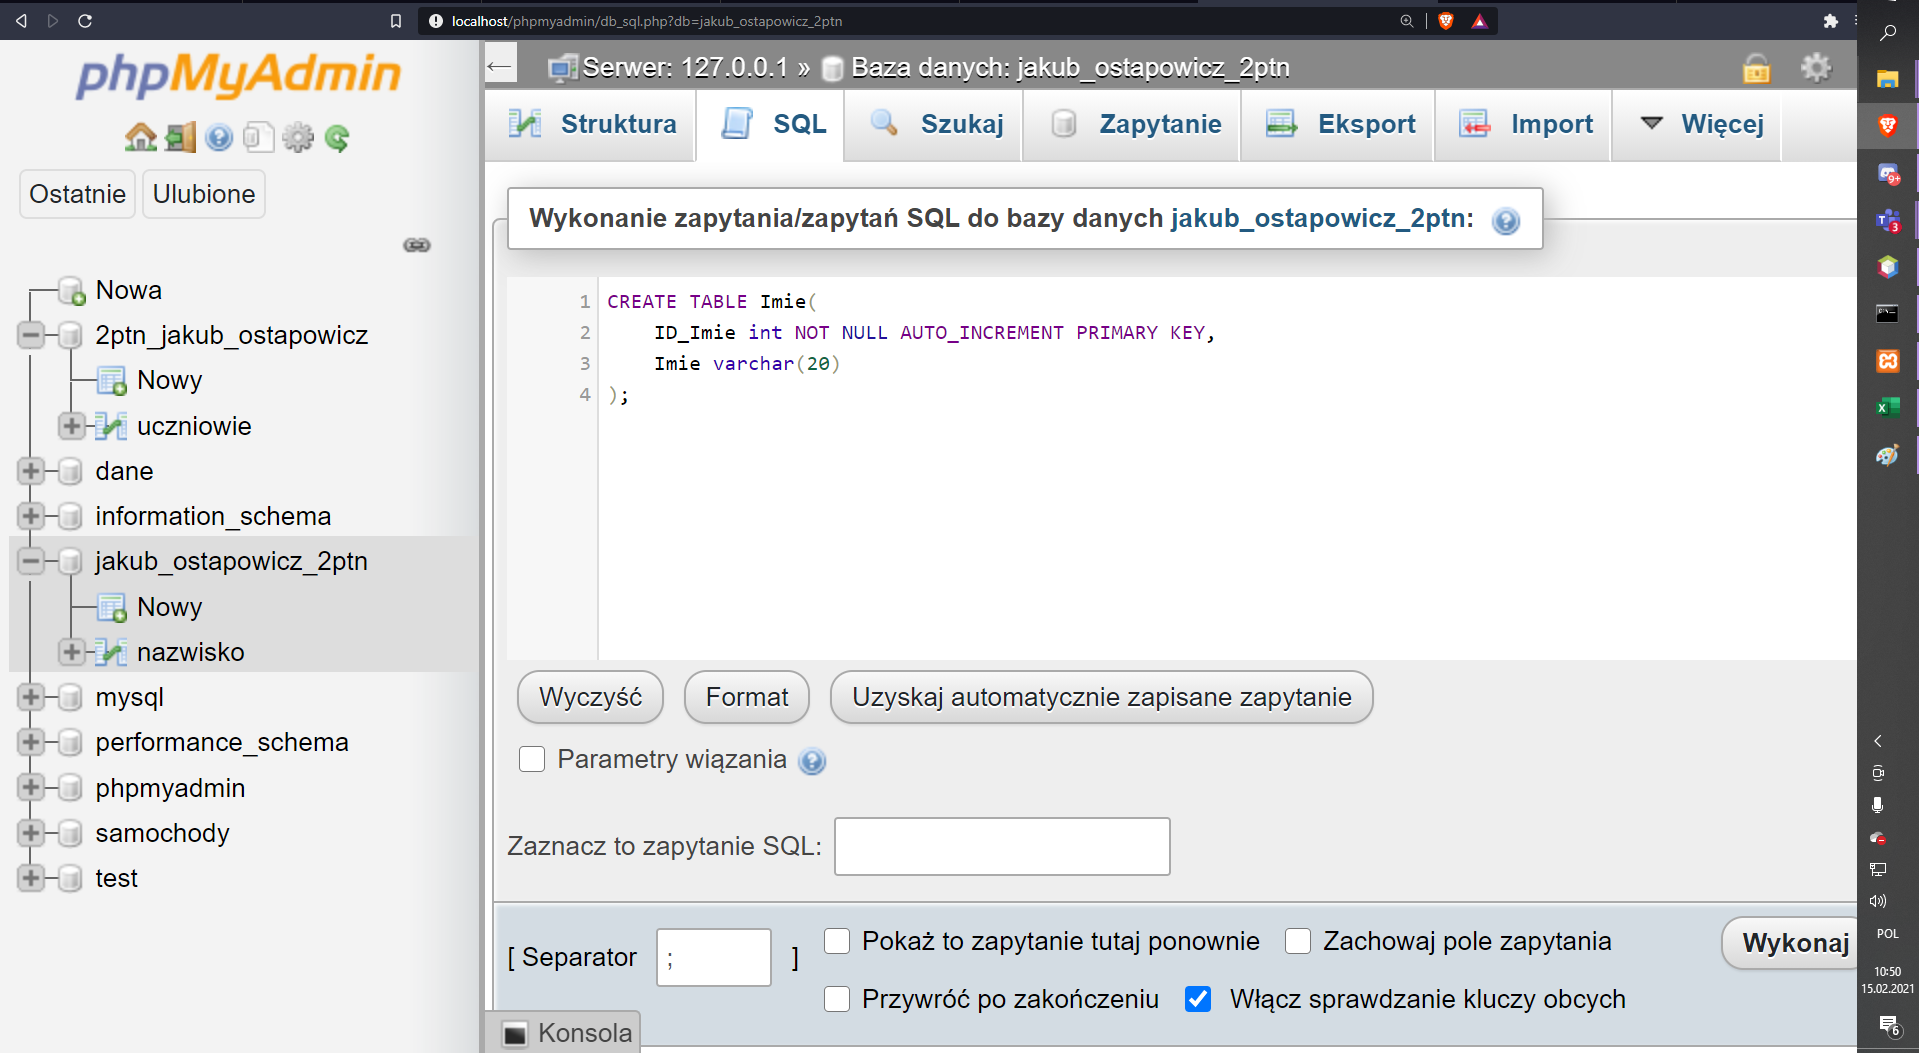 localhost/phpmyadmin/db_sql.php?db=jakub_ostapowicz_2ptn
phpMyAdmin
Ostatnie
Ulubione
Nowa
2ptn_jakub_ostapowicz
Nowy
uczniowie
dane
information_schema
jakub_ostapowicz_2ptn
Nowy
nazwisko
mysql
performance_schema
phpmyadmin
samochody
test
Serwer: 127.0.0.1 » Baza danych: jakub_ostapowicz_2ptn
Struktura
SQL
Szukaj
Zapytanie
Eksport
Import
Więcej
Wykonanie zapytania/zapytań SQL do bazy danych jakub_ostapowicz_2ptn:
1 CREATE TABLE Imie(
2 ID_Imie int NOT NULL AUTO_INCREMENT PRIMARY KEY,
3 Imie varchar(20)
4 );
Wyczyść
Format
Uzyskaj automatycznie zapisane zapytanie
Parametry wiązania
Zaznacz to zapytanie SQL:
[ Separator ; ]
Pokaż to zapytanie tutaj ponownie
Zachowaj pole zapytania
Wykonaj
Przywróć po zakończeniu
Włącz sprawdzanie kluczy obcych
Konsola
9+
3
POL
10:50
15.02.2021
6